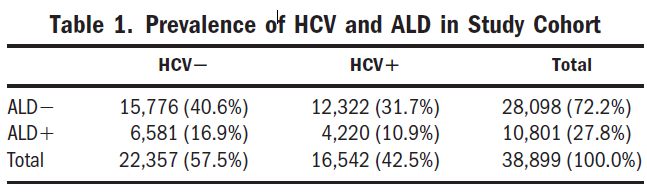 Table 1. Prevalence of HCV and ALD in Study Cohort
HCV− HCV+ Total
ALD− 15,776 (40.6%) 12,322 (31.7%) 28,098 (72.2%)
ALD+ 6,581 (16.9%) 4,220 (10.9%) 10,801 (27.8%)
Total 22,357 (57.5%) 16,542 (42.5%) 38,899 (100.0%)